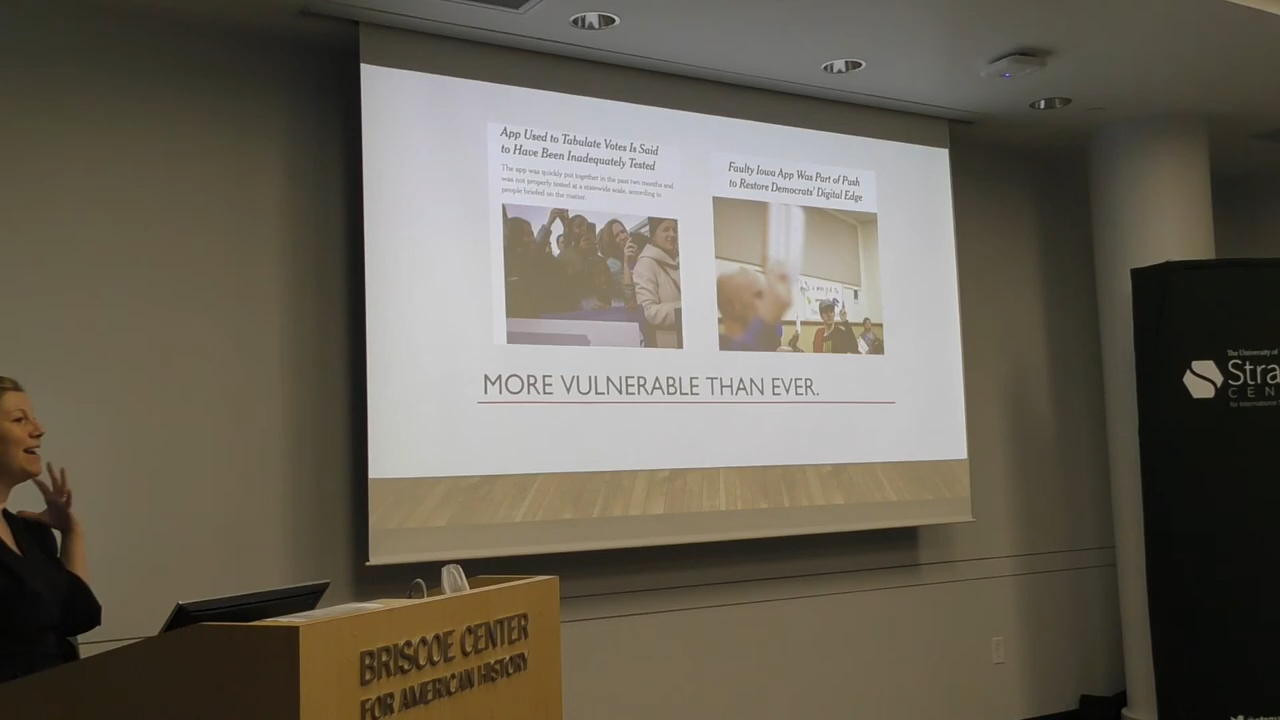 App Used to Tabulate Votes Is Said
to Have Been Inadequately Tested
The app was quickly put together in the past two months and
was not properly tested at a statewide scale, according to
people briefed on the matter.
Faulty Iowa App Was Part of Push
to Restore Democrats' Digital Edge
MORE VULNERABLE THAN EVER.
BRISCOE CENTER
FOR AMERICAN HISTORY
The University of
Stra
CEN
for International